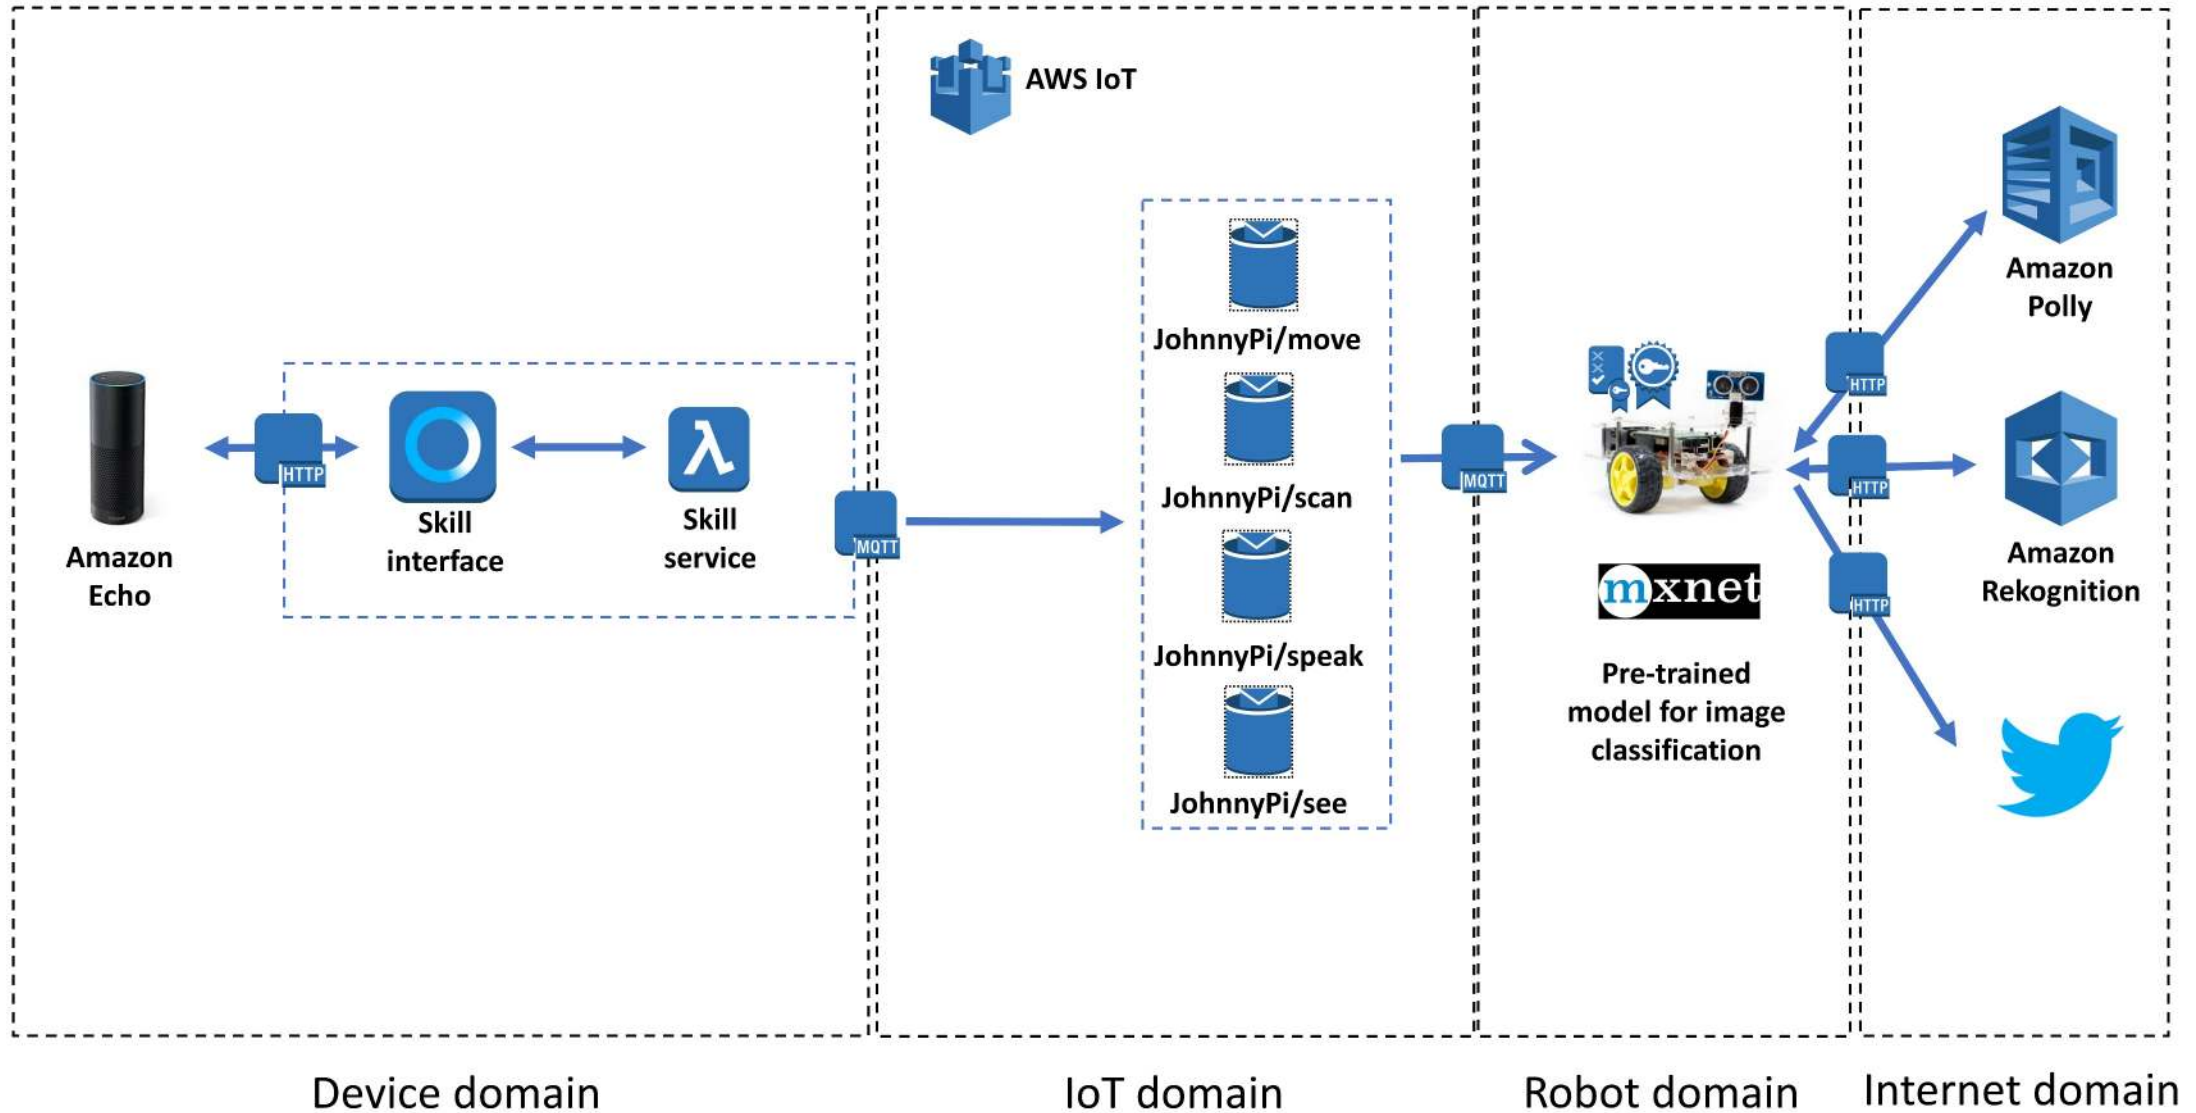 AWS IoT
Amazon
Echo
HTTP
Skill
interface
λ
Skill
service
MQTT
JohnnyPi/move
JohnnyPi/scan
JohnnyPi/speak
JohnnyPi/see
MQTT
mxnet
Pre-trained
model for image
classification
HTTP
HTTP
HTTP
Amazon
Polly
Amazon
Rekognition
Device domain
IoT domain
Robot domain
Internet domain